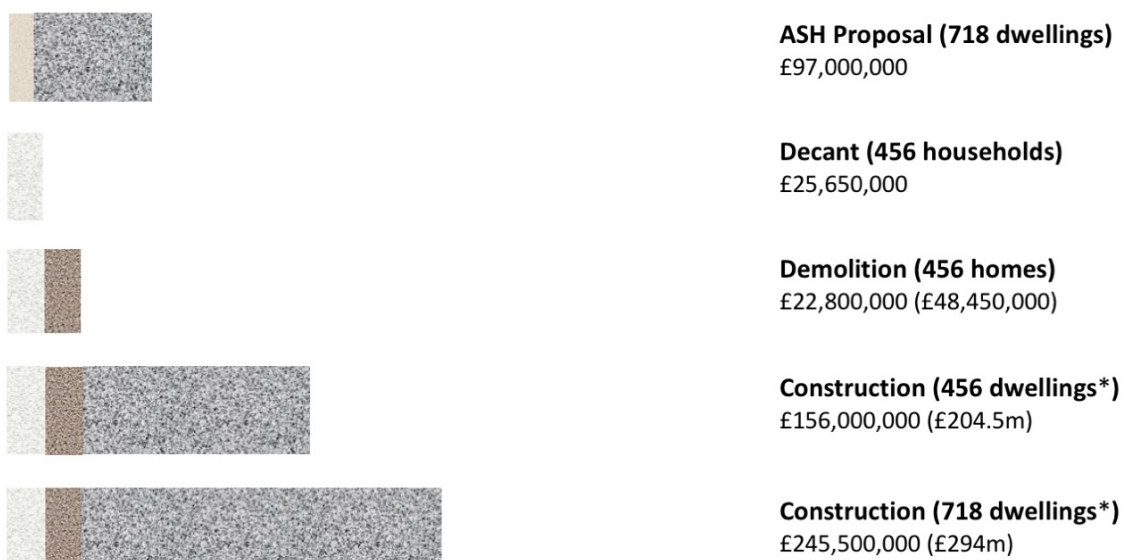 ASH Proposal (718 dwellings)
£97,000,000
Decant (456 households)
£25,650,000
Demolition (456 homes)
£22,800,000 (£48,450,000)
Construction (456 dwellings*)
£156,000,000 (£204.5m)
Construction (718 dwellings*)
£245,500,000 (£294m)